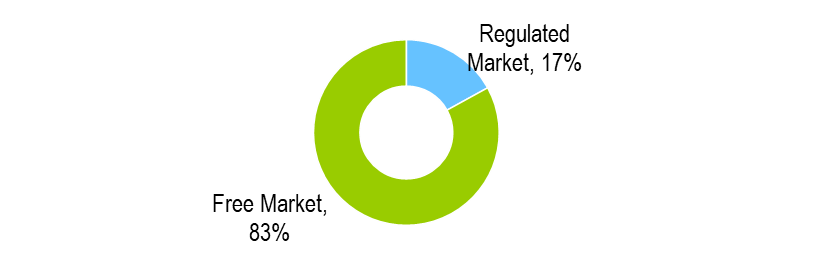 Regulated
Market, 17%
Free Market,
83%